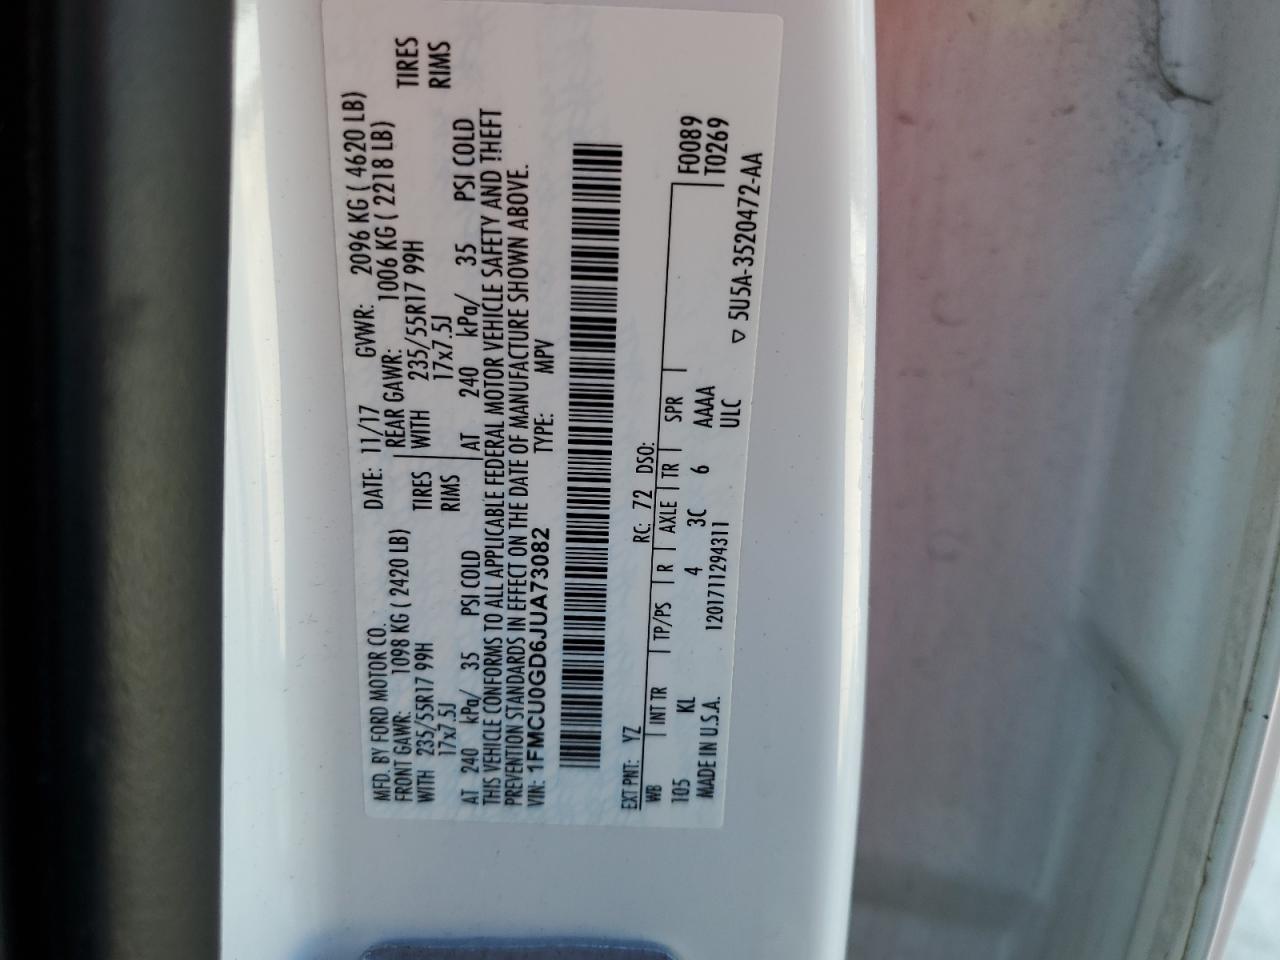 MFD. BY FORD MOTOR CO.
DATE: 11/17 GVWR: 2096 KG ( 4620 LB)
FRONT GAWR: 1098 KG ( 2420 LB) REAR GAWR: 1006 KG ( 2218 LB)
WITH 235/55R17 99H TIRES WITH 235/55R17 99H TIRES
17x7.5J RIMS 17x7.5J RIMS
AT 240 kPa/ 35 PSI COLD AT 240 kPa/ 35 PSI COLD
THIS VEHICLE CONFORMS TO ALL APPLICABLE FEDERAL MOTOR VEHICLE SAFETY AND THEFT
PREVENTION STANDARDS IN EFFECT ON THE DATE OF MANUFACTURE SHOWN ABOVE.
VIN: 1FMCU0GD6JUA73082 TYPE: MPV
EXT PNT: YZ RC: 72 DSO:
WB INT TR TP/PS R AXLE TR SPR F0089
105 KL 4 3C 6 AAAA T0269
MADE IN U.S.A. 1201711294311 ULC
▽ 5U5A-3520472-AA